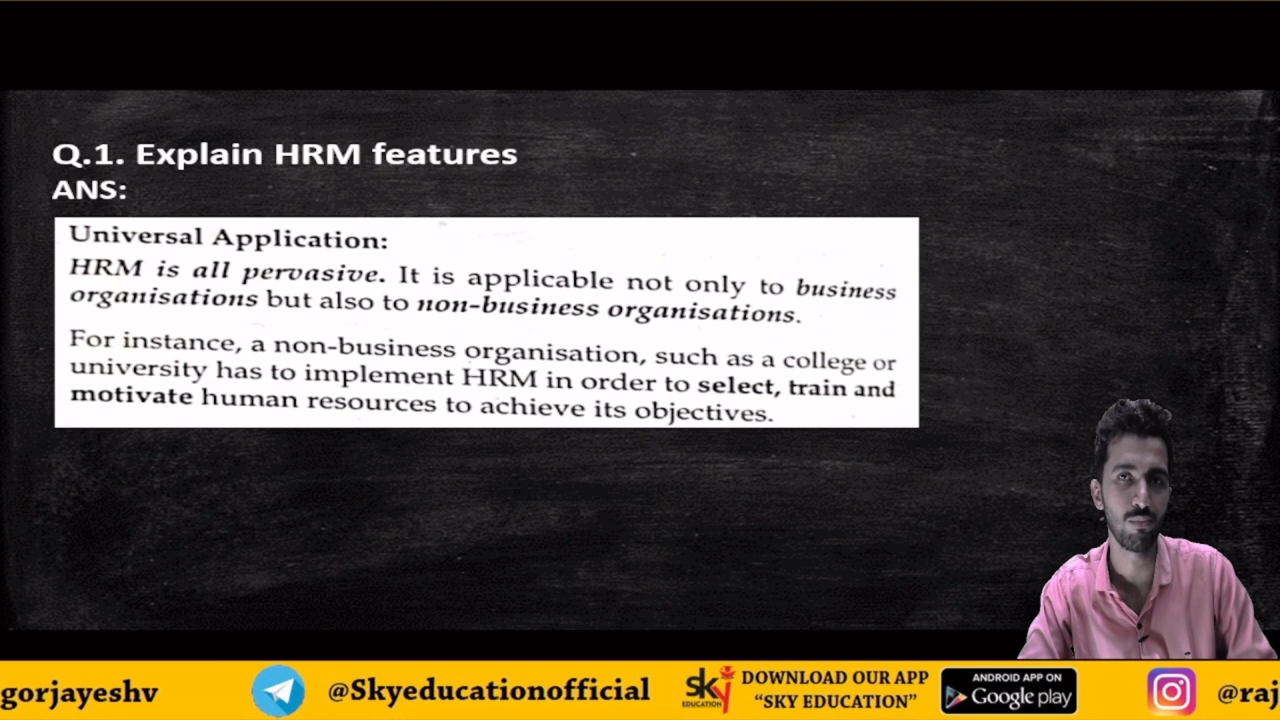 Q.1. Explain HRM features
ANS:
Universal Application:
HRM is all pervasive. It is applicable not only to business
organisations but also to non-business organisations.
For instance, a non-business organisation, such as a college or
university has to implement HRM in order to select, train and
motivate human resources to achieve its objectives.
gorjayeshv
@Skyeducationofficial
sky
EDUCATION
DOWNLOAD OUR APP
“SKY EDUCATION”
ANDROID APP ON
Google play
@raj